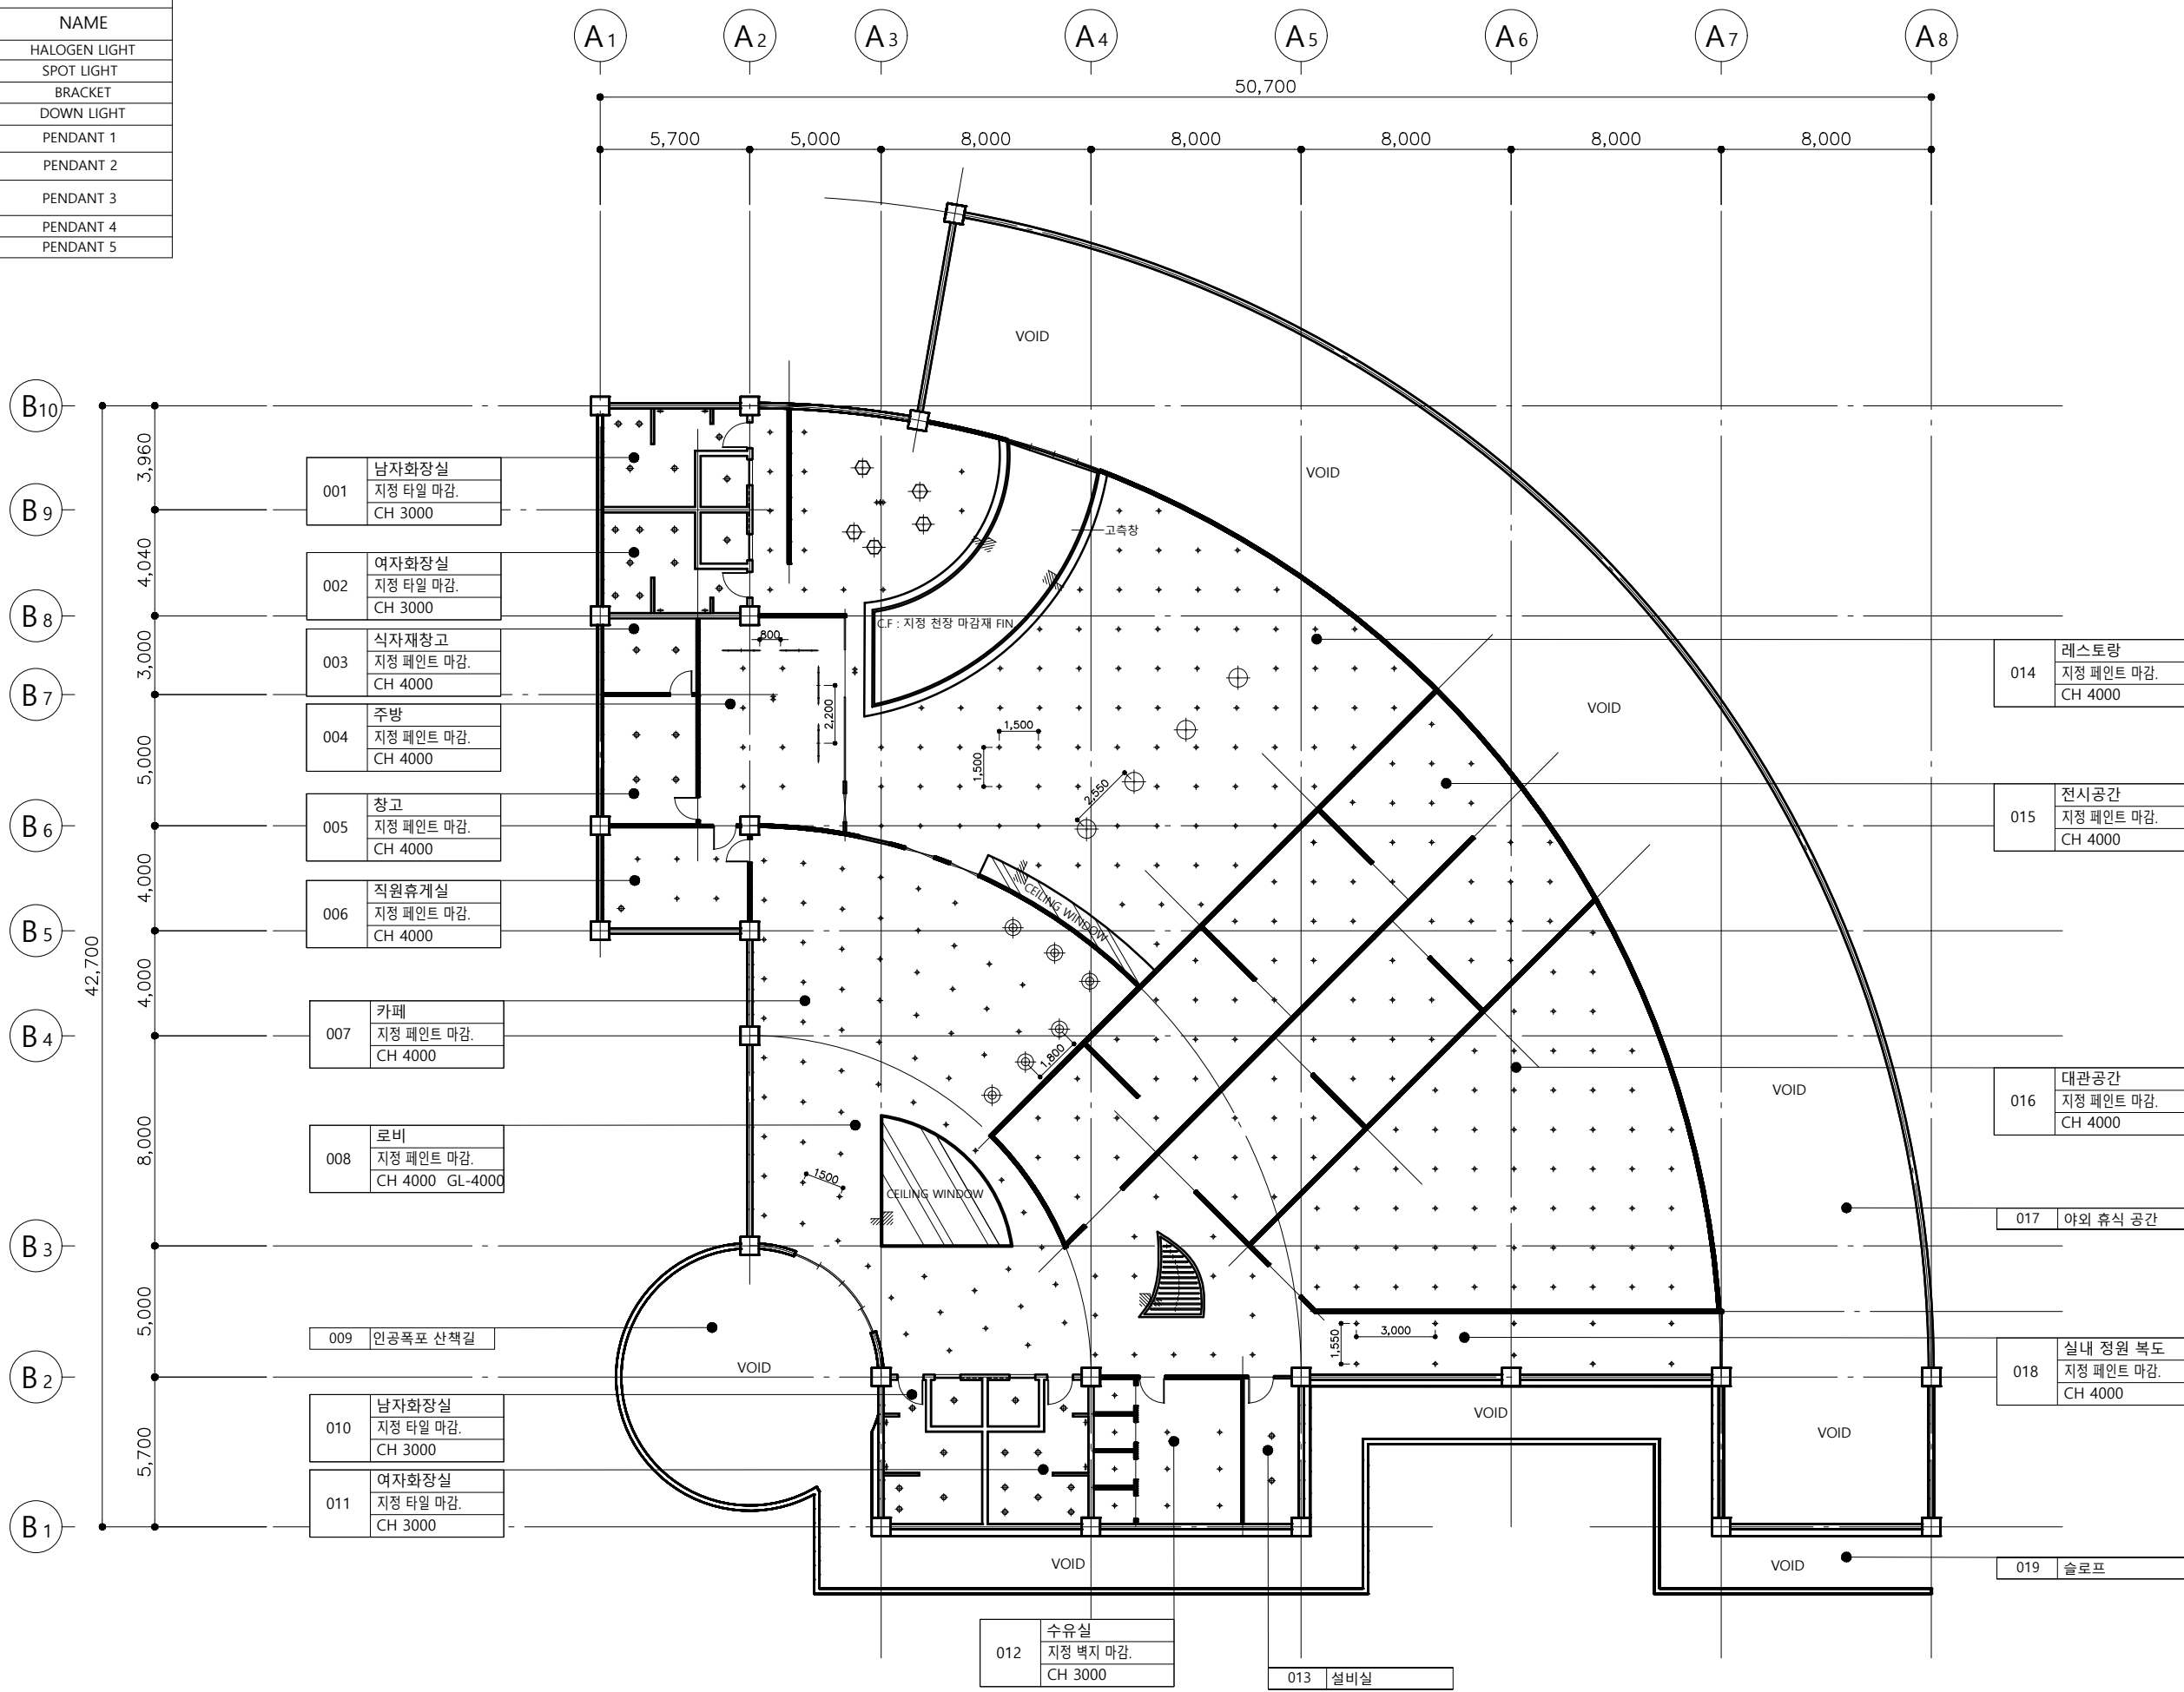 NAME
HALOGEN LIGHT
SPOT LIGHT
BRACKET
DOWN LIGHT
PENDANT 1
PENDANT 2
PENDANT 3
PENDANT 4
PENDANT 5
A1 A2 A3 A4 A5 A6 A7 A8
50,700
5,700 5,000 8,000 8,000 8,000 8,000 8,000
B10
B9
B8
B7
B6
B5
B4
B3
B2
B1
42,700
3,960
4,040
3,000
5,000
4,000
4,000
8,000
5,000
5,700
001 남자화장실
지정 타일 마감.
CH 3000
002 여자화장실
지정 타일 마감.
CH 3000
003 식자재창고
지정 페인트 마감.
CH 4000
004 주방
지정 페인트 마감.
CH 4000
005 창고
지정 페인트 마감.
CH 4000
006 직원휴게실
지정 페인트 마감.
CH 4000
007 카페
지정 페인트 마감.
CH 4000
008 로비
지정 페인트 마감.
CH 4000 GL-4000
009 인공폭포 산책길
010 남자화장실
지정 타일 마감.
CH 3000
011 여자화장실
지정 타일 마감.
CH 3000
012 수유실
지정 벽지 마감.
CH 3000
013 설비실
014 레스토랑
지정 페인트 마감.
CH 4000
015 전시공간
지정 페인트 마감.
CH 4000
016 대관공간
지정 페인트 마감.
CH 4000
017 야외 휴식 공간
018 실내 정원 복도
지정 페인트 마감.
CH 4000
019 슬로프
VOID
VOID
고측창
C.F : 지정 천장 마감재 FIN.
800
2,200
1,500
1,500
2,550
VOID
CEILING WINDOW
1,800
VOID
1500
CEILING WINDOW
1,550
3,000
VOID
VOID
VOID
VOID
VOID